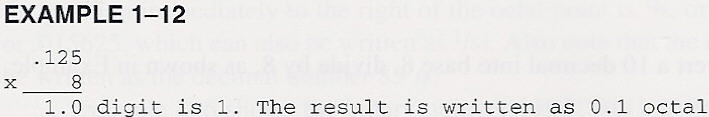 EXAMPLE 1–12
.125
x 8
1.0 digit is 1. The result is written as 0.1 octal